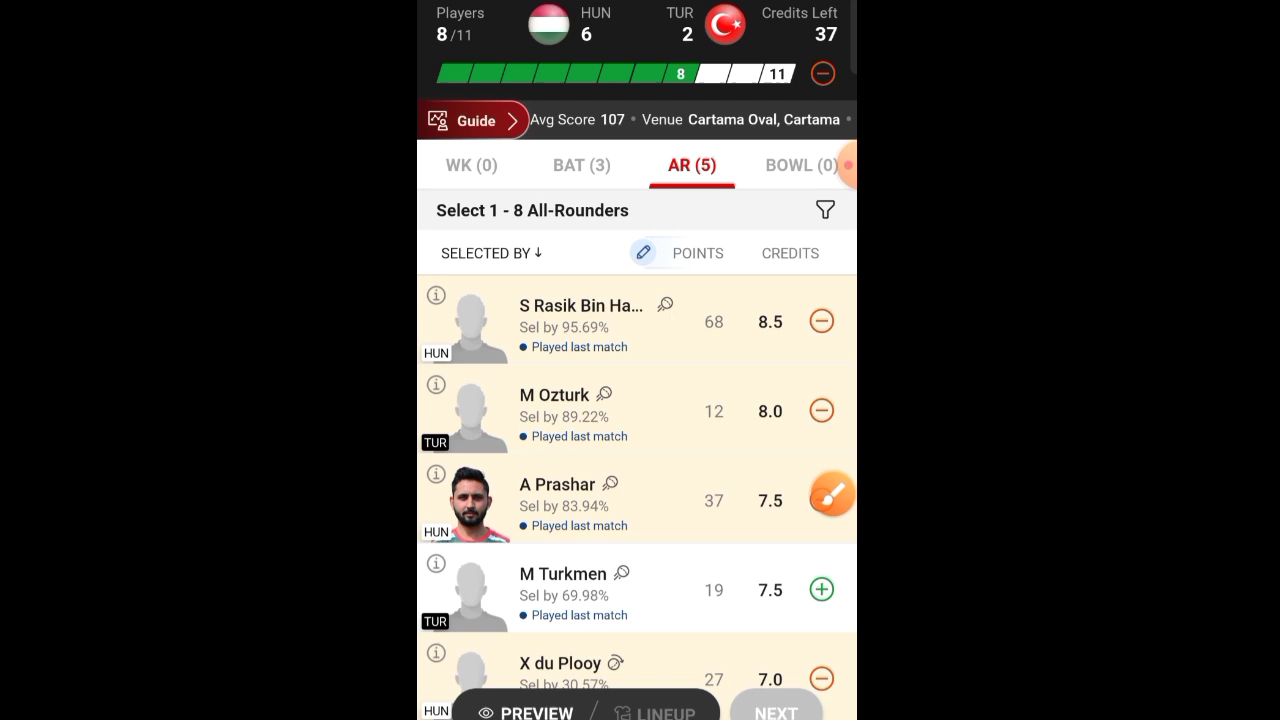 Players HUN TUR Credits Left
8/11 6 2 37
8 11
Guide Avg Score 107 • Venue Cartama Oval, Cartama •
WK (0) BAT (3) AR (5) BOWL (0)
Select 1 - 8 All-Rounders
SELECTED BY ↓ POINTS CREDITS
S Rasik Bin Ha...
Sel by 95.69% 68 8.5
Played last match
HUN
M Ozturk
Sel by 89.22% 12 8.0
Played last match
TUR
A Prashar
Sel by 83.94% 37 7.5
Played last match
HUN
M Turkmen
Sel by 69.98% 19 7.5
Played last match
TUR
X du Plooy
Sel by 30.57% 27 7.0
HUN PREVIEW / LINEUP NEXT